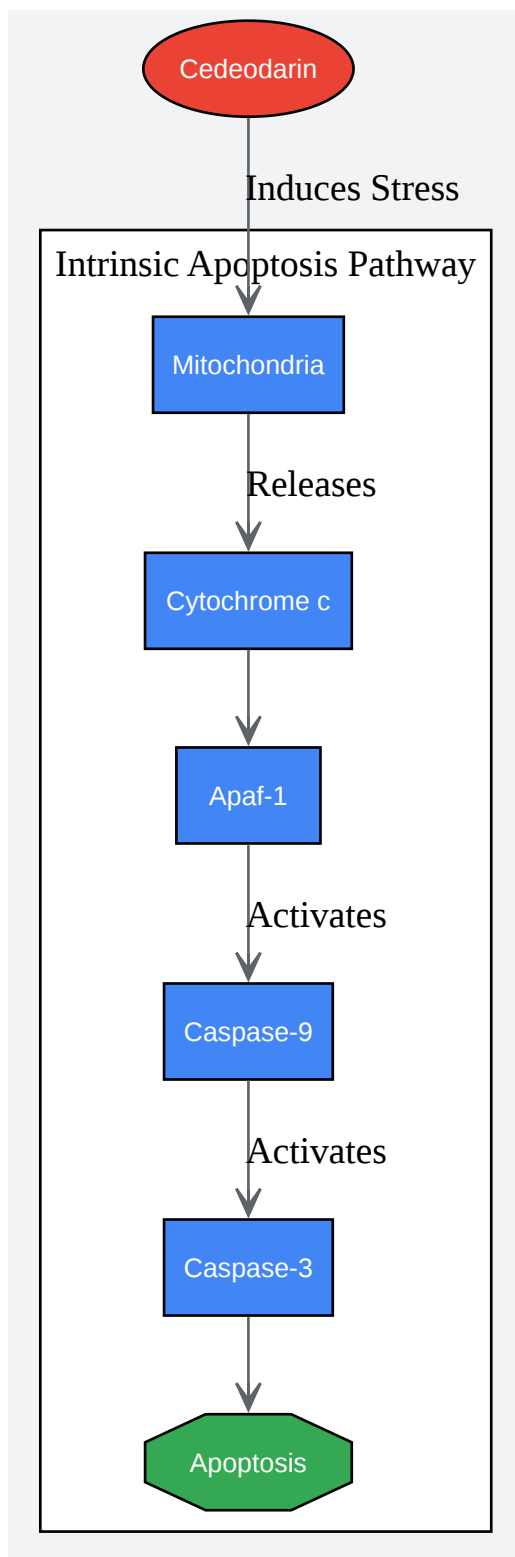 Cedeodarin
Induces Stress
Intrinsic Apoptosis Pathway
Mitochondria
Releases
Cytochrome c
Apaf-1
Activates
Caspase-9
Activates
Caspase-3
Apoptosis